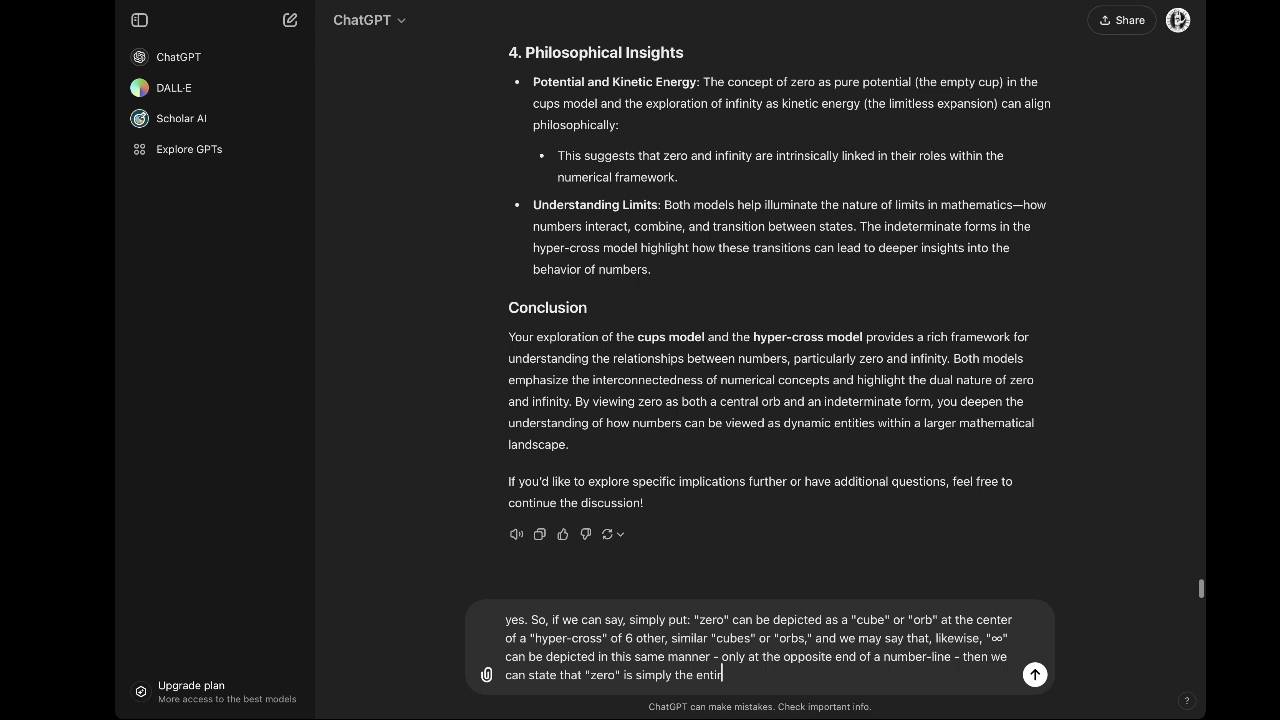 ChatGPT
Share
ChatGPT
DALL·E
Scholar AI
Explore GPTs
4. Philosophical Insights
• Potential and Kinetic Energy: The concept of zero as pure potential (the empty cup) in the
cups model and the exploration of infinity as kinetic energy (the limitless expansion) can align
philosophically:
• This suggests that zero and infinity are intrinsically linked in their roles within the
numerical framework.
• Understanding Limits: Both models help illuminate the nature of limits in mathematics—how
numbers interact, combine, and transition between states. The indeterminate forms in the
hyper-cross model highlight how these transitions can lead to deeper insights into the
behavior of numbers.
Conclusion
Your exploration of the cups model and the hyper-cross model provides a rich framework for
understanding the relationships between numbers, particularly zero and infinity. Both models
emphasize the interconnectedness of numerical concepts and highlight the dual nature of zero
and infinity. By viewing zero as both a central orb and an indeterminate form, you deepen the
understanding of how numbers can be viewed as dynamic entities within a larger mathematical
landscape.
If you'd like to explore specific implications further or have additional questions, feel free to
continue the discussion!
yes. So, if we can say, simply put: "zero" can be depicted as a "cube" or "orb" at the center
of a "hyper-cross" of 6 other, similar "cubes" or "orbs," and we may say that, likewise, "∞"
can be depicted in this same manner - only at the opposite end of a number-line - then we
can state that "zero" is simply the entir
Upgrade plan
More access to the best models
ChatGPT can make mistakes. Check important info.
?